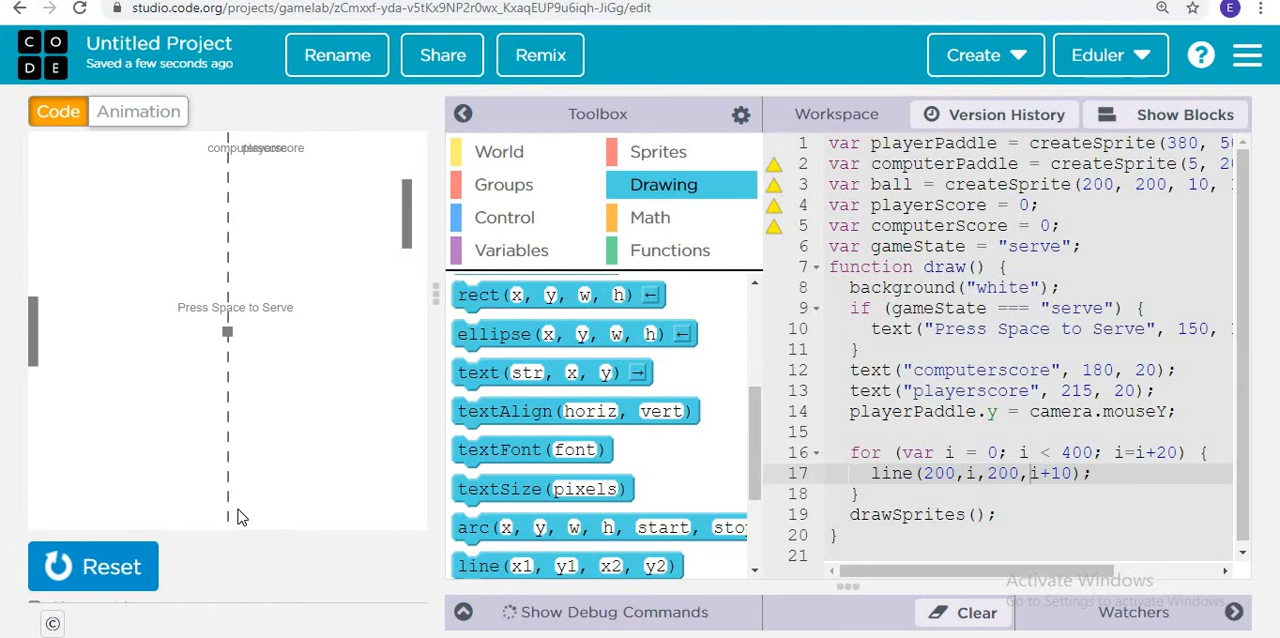 studio.code.org/projects/gamelab/zCmxxf-yda-v5tKx9NP2r0wx_KxaqEUP9u6iqh-JiGg/edit
E
C O D E
Untitled Project
Saved a few seconds ago
Rename
Share
Remix
Create
Eduler
?
Code
Animation
Toolbox
Workspace
Version History
Show Blocks
World
Sprites
Groups
Drawing
Control
Math
Variables
Functions
rect(x, y, w, h)
ellipse(x, y, w, h)
text(str, x, y)
textAlign(horiz, vert)
textFont(font)
textSize(pixels)
arc(x, y, w, h, start, sto
line(x1, y1, x2, y2)
Press Space to Serve
1 var playerPaddle = createSprite(380, 5
2 var computerPaddle = createSprite(5, 2
3 var ball = createSprite(200, 200, 10,
4 var playerScore = 0;
5 var computerScore = 0;
6 var gameState = "serve";
7 function draw() {
8 background("white");
9 if (gameState === "serve") {
10 text("Press Space to Serve", 150,
11 }
12 text("computerscore", 180, 20);
13 text("playerscore", 215, 20);
14 playerPaddle.y = camera.mouseY;
15
16 for (var i = 0; i < 400; i=i+20) {
17 line(200,i,200,i+10);
18 }
19 drawSprites();
20 }
21
Reset
©
Show Debug Commands
Clear
Watchers
Activate Windows
Go to Settings to activate Windows.